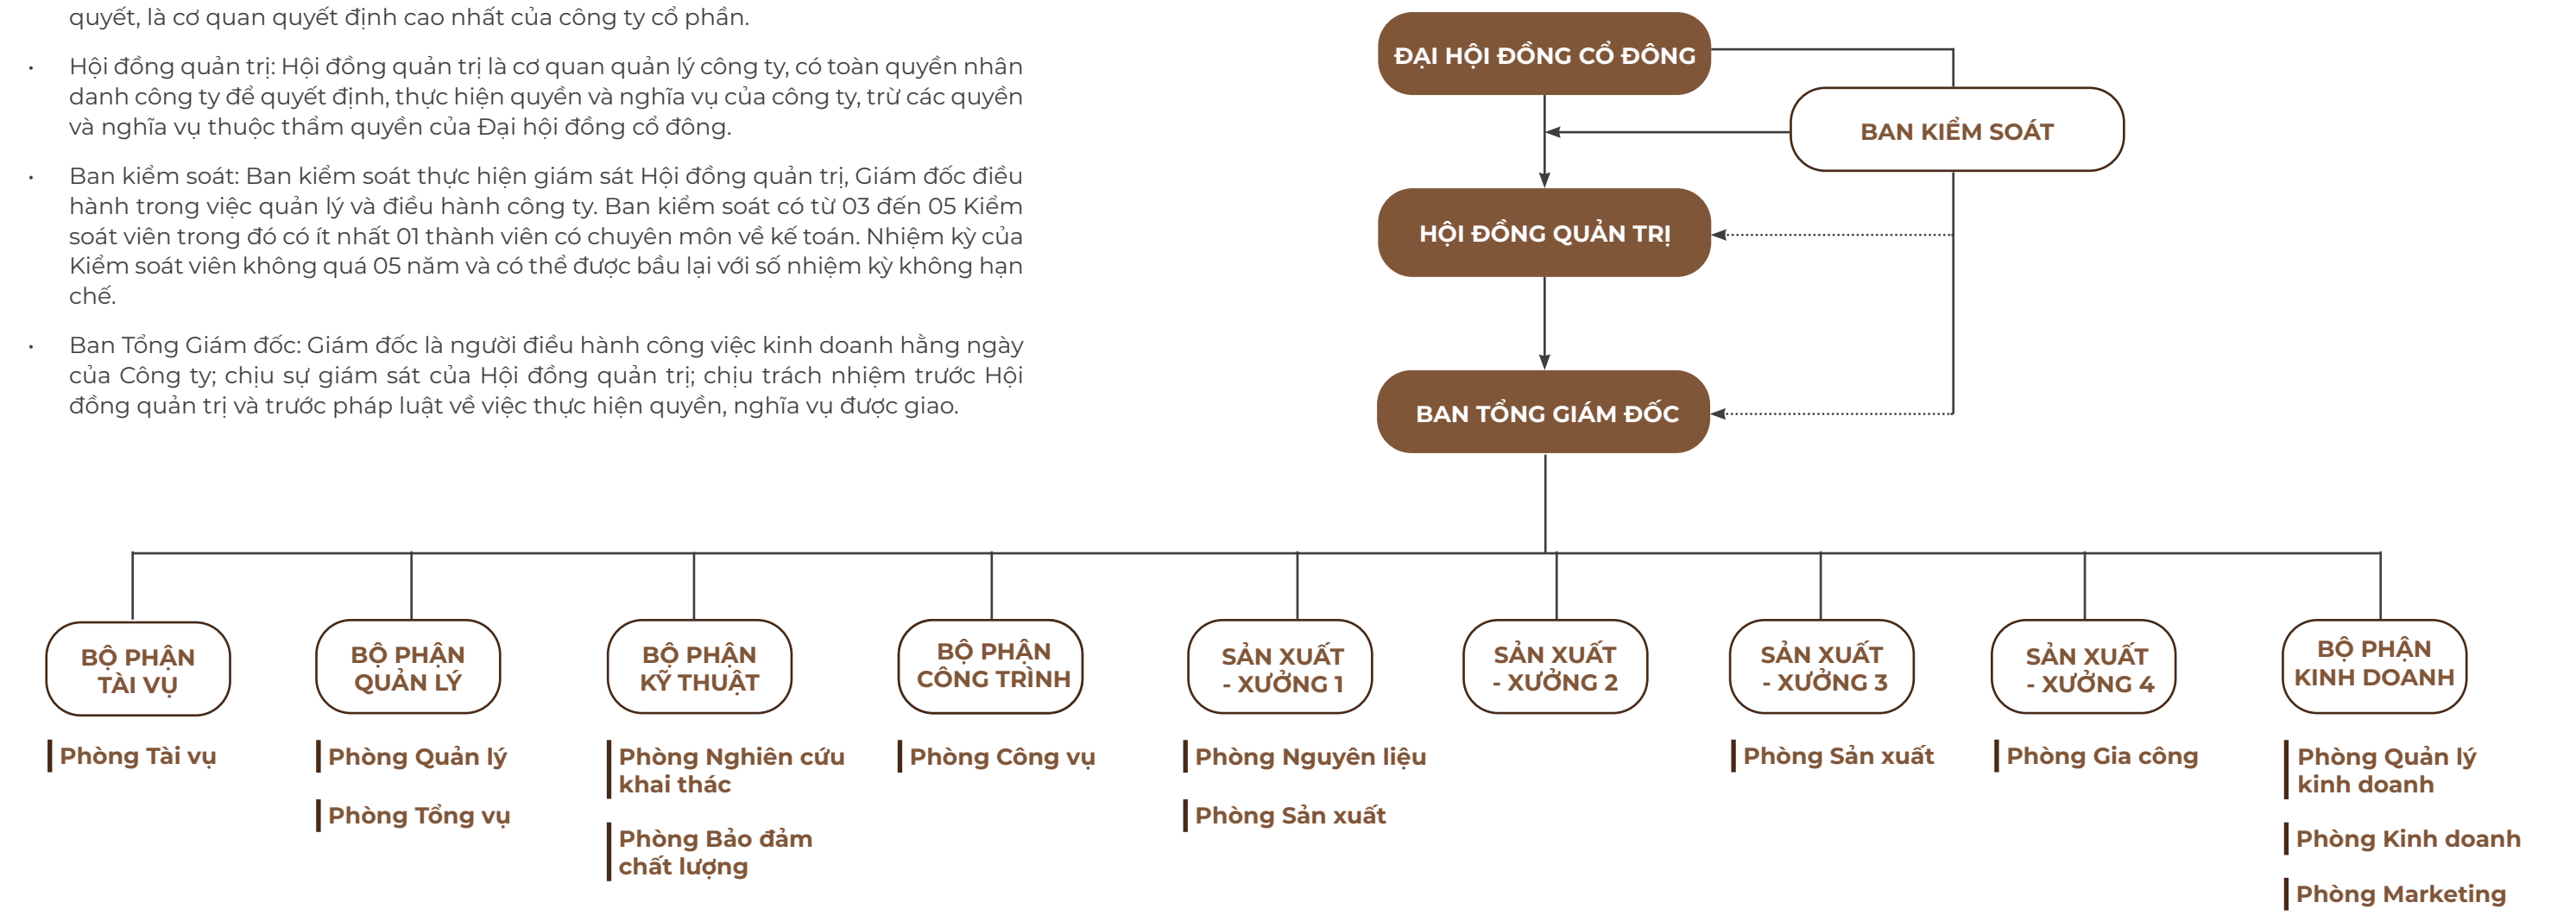 quyết, là cơ quan quyết định cao nhất của công ty cổ phần.
• Hội đồng quản trị: Hội đồng quản trị là cơ quan quản lý công ty, có toàn quyền nhân
danh công ty để quyết định, thực hiện quyền và nghĩa vụ của công ty, trừ các quyền
và nghĩa vụ thuộc thẩm quyền của Đại hội đồng cổ đông.
• Ban kiểm soát: Ban kiểm soát thực hiện giám sát Hội đồng quản trị, Giám đốc điều
hành trong việc quản lý và điều hành công ty. Ban kiểm soát có từ 03 đến 05 Kiểm
soát viên trong đó có ít nhất 01 thành viên có chuyên môn về kế toán. Nhiệm kỳ của
Kiểm soát viên không quá 05 năm và có thể được bầu lại với số nhiệm kỳ không hạn
chế.
• Ban Tổng Giám đốc: Giám đốc là người điều hành công việc kinh doanh hằng ngày
của Công ty; chịu sự giám sát của Hội đồng quản trị; chịu trách nhiệm trước Hội
đồng quản trị và trước pháp luật về việc thực hiện quyền, nghĩa vụ được giao.
ĐẠI HỘI ĐỒNG CỔ ĐÔNG
BAN KIỂM SOÁT
HỘI ĐỒNG QUẢN TRỊ
BAN TỔNG GIÁM ĐỐC
BỘ PHẬN
TÀI VỤ
Phòng Tài vụ
BỘ PHẬN
QUẢN LÝ
Phòng Quản lý
Phòng Tổng vụ
BỘ PHẬN
KỸ THUẬT
Phòng Nghiên cứu
khai thác
Phòng Bảo đảm
chất lượng
BỘ PHẬN
CÔNG TRÌNH
Phòng Công vụ
SẢN XUẤT
- XƯỞNG 1
Phòng Nguyên liệu
Phòng Sản xuất
SẢN XUẤT
- XƯỞNG 2
SẢN XUẤT
- XƯỞNG 3
Phòng Sản xuất
SẢN XUẤT
- XƯỞNG 4
Phòng Gia công
BỘ PHẬN
KINH DOANH
Phòng Quản lý
kinh doanh
Phòng Kinh doanh
Phòng Marketing